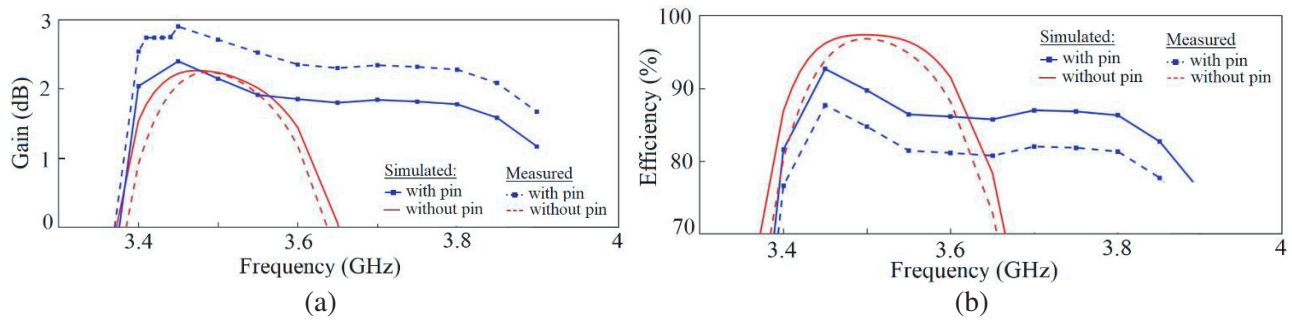 3
2
1
0
Gain (dB)
3.4
3.6
3.8
4
Frequency (GHz)
Simulated:
with pin
without pin
Measured
with pin
without pin
(a)
100
90
80
70
Efficiency (%)
3.4
3.6
3.8
4
Frequency (GHz)
Simulated:
with pin
without pin
Measured
with pin
without pin
(b)